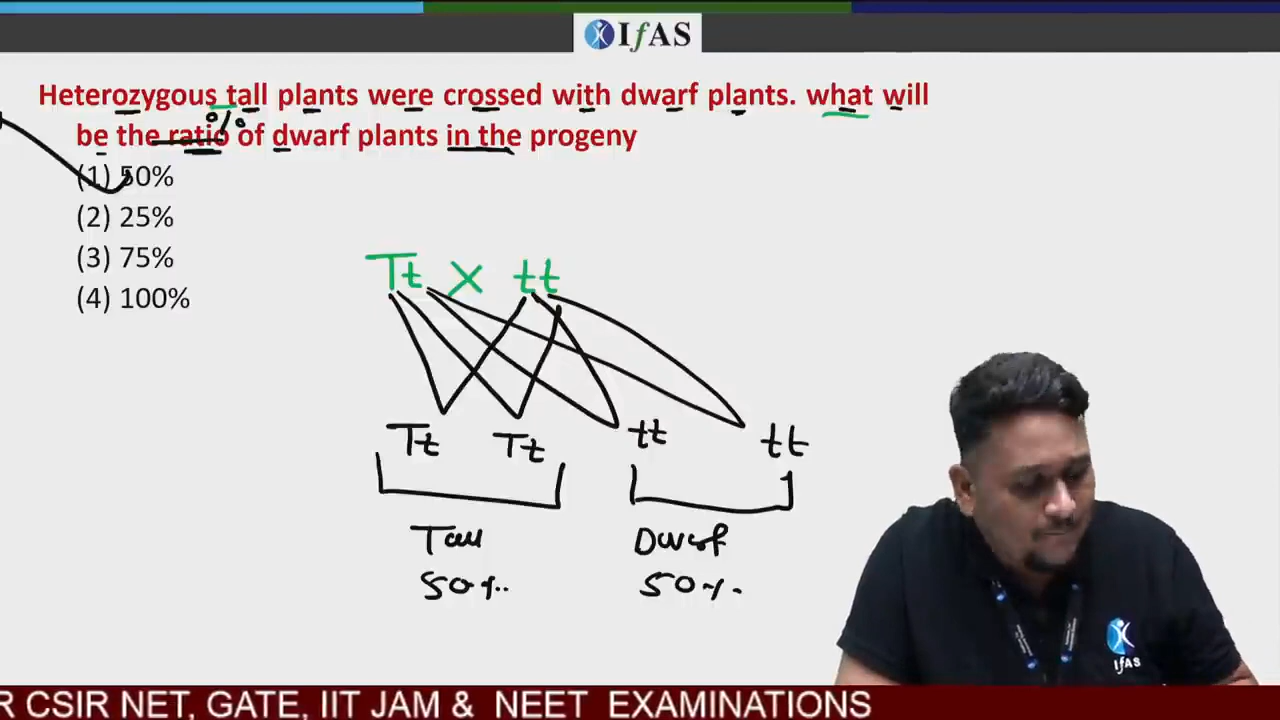 IfAS
Heterozygous tall plants were crossed with dwarf plants. what will
%
be the ratio of dwarf plants in the progeny
(1) 50%
(2) 25%
(3) 75%
(4) 100%
Tt X tt
Tt Tt tt tt
Tall Dwarf
50% 50%
IfAS
R CSIR NET, GATE, IIT JAM & NEET EXAMINATIONS